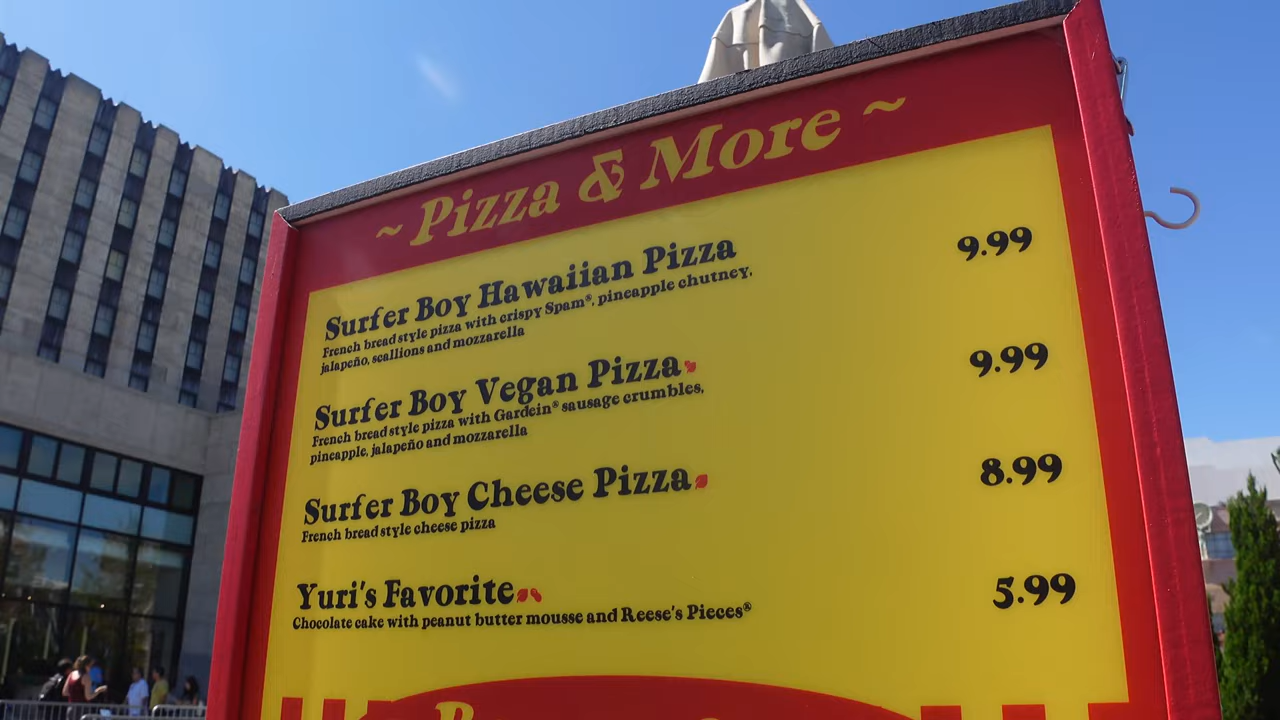 ~ Pizza & More ~
Surfer Boy Hawaiian Pizza 9.99
French bread style pizza with crispy Spam®, pineapple chutney,
jalapeño, scallions and mozzarella
Surfer Boy Vegan Pizza 9.99
French bread style pizza with Gardein® sausage crumbles,
pineapple, jalapeño and mozzarella
Surfer Boy Cheese Pizza 8.99
French bread style cheese pizza
Yuri's Favorite 5.99
Chocolate cake with peanut butter mousse and Reese's Pieces®